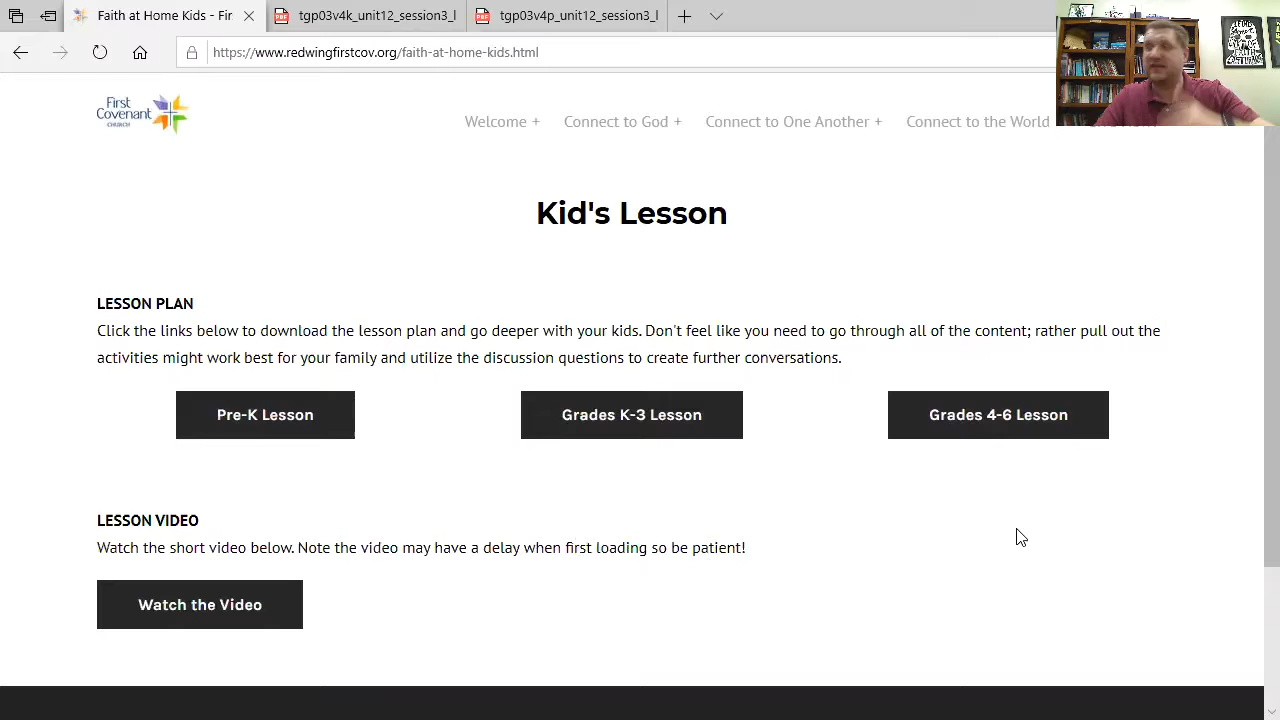 Faith at Home Kids - Fir
tgp03v4k_unit12_session3_l
tgp03v4p_unit12_session3_l
https://www.redwingfirstcov.org/faith-at-home-kids.html
First
Covenant
CHURCH
Welcome +
Connect to God +
Connect to One Another +
Connect to the World
Kid's Lesson
LESSON PLAN
Click the links below to download the lesson plan and go deeper with your kids. Don't feel like you need to go through all of the content; rather pull out the
activities might work best for your family and utilize the discussion questions to create further conversations.
Pre-K Lesson
Grades K-3 Lesson
Grades 4-6 Lesson
LESSON VIDEO
Watch the short video below. Note the video may have a delay when first loading so be patient!
Watch the Video